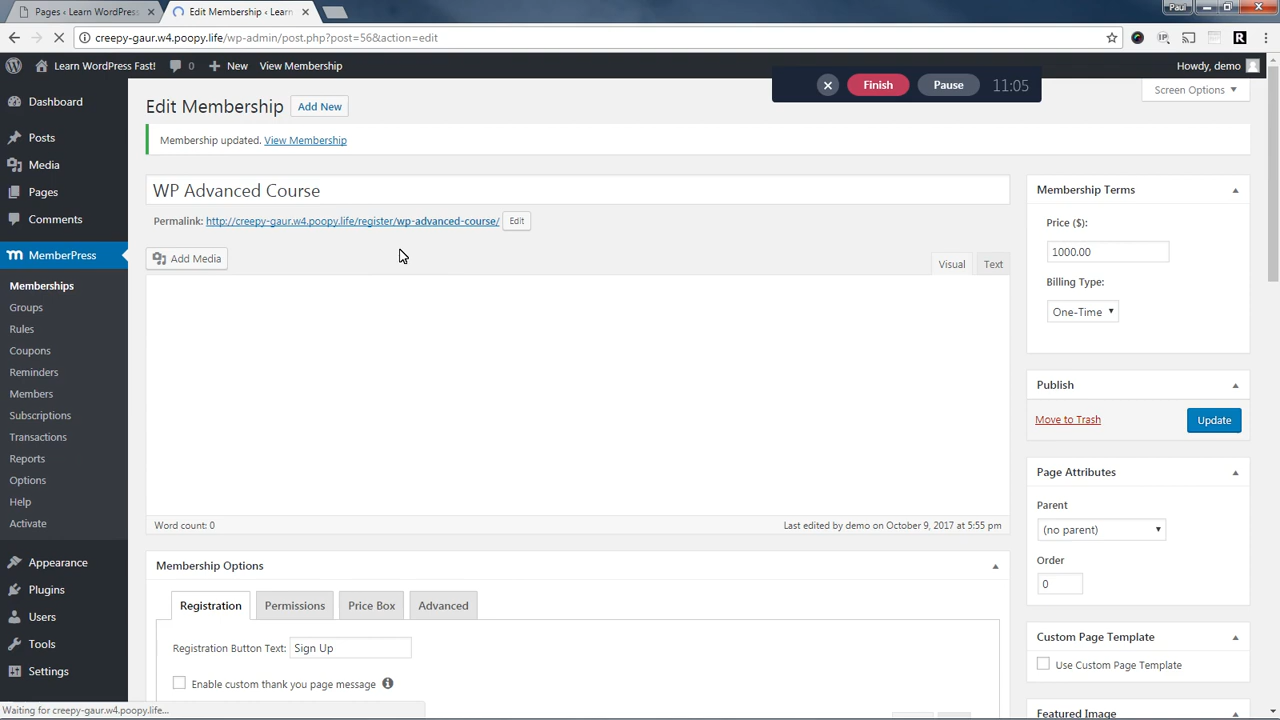 Pages ‹ Learn WordPress
Edit Membership ‹ Learn
Paul
creepy-gaur.w4.poopy.life/wp-admin/post.php?post=56&action=edit
Learn WordPress Fast!
0
New
View Membership
Howdy, demo
Finish
Pause
11:05
Screen Options
Dashboard
Posts
Media
Pages
Comments
MemberPress
Memberships
Groups
Rules
Coupons
Reminders
Members
Subscriptions
Transactions
Reports
Options
Help
Activate
Appearance
Plugins
Users
Tools
Settings
Edit Membership
Add New
Membership updated. View Membership
WP Advanced Course
Permalink: http://creepy-gaur.w4.poopy.life/register/wp-advanced-course/ Edit
Add Media
Visual
Text
Word count: 0
Last edited by demo on October 9, 2017 at 5:55 pm
Membership Options
Registration
Permissions
Price Box
Advanced
Registration Button Text: Sign Up
Enable custom thank you page message
Membership Terms
Price ($):
1000.00
Billing Type:
One-Time
Publish
Move to Trash
Update
Page Attributes
Parent
(no parent)
Order
0
Custom Page Template
Use Custom Page Template
Featured Image
Waiting for creepy-gaur.w4.poopy.life...